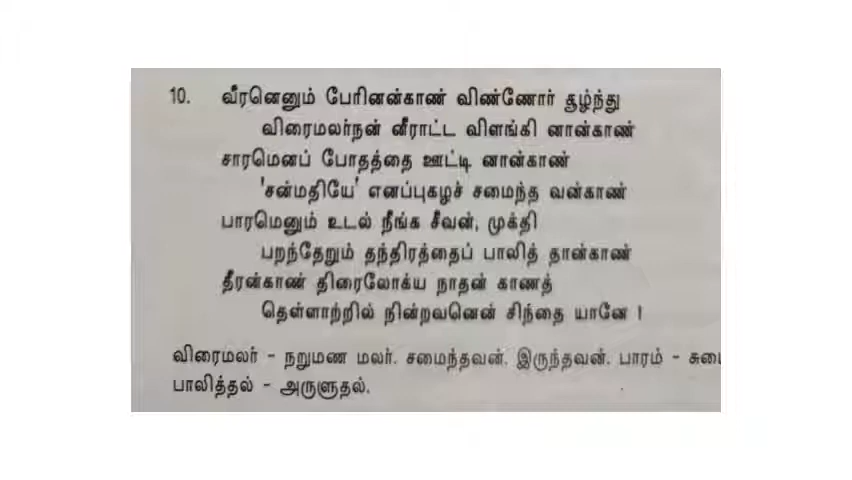 10. வீரனெனும் பேரினன்காண் விண்ணோர் சூழ்ந்து
விரைமலர்நன் னீராட்ட விளங்கி னான்காண்
சாரமெனப் போதத்தை ஊட்டி னான்காண்
'சன்மதியே' எனப்புகழச் சமைந்த வன்காண்
பாரமெனும் உடல் நீங்க சீவன், முக்தி
பறந்தேறும் தந்திரத்தைப் பாலித் தான்காண்
தீரன்காண் திரைலோக்ய நாதன் காணத்
தெள்ளாற்றில் நின்றவனென் சிந்தை யானே !
விரைமலர் - நறுமண மலர். சமைந்தவன். இருந்தவன். பாரம் -
பாலித்தல் - அருளுதல்.